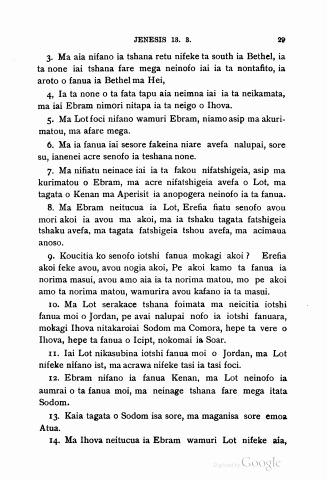 JENESIS 13. 3. 29
3. Ma aia nifano ia tshana retu nifeke ta south ia Bethel, ia
ta none iai tshana fare mega neinofo iai ia ta nontafito, ia
aroto o fanua ia Bethel ma Hei,
4. Ia ta none o ta fata tapu aia neimna iai ia ta neikamata,
ma iai Ebram nimori nitapa ia ta neigo o Ihova.
5. Ma Lot foci nifano wamuri Ebram, niamo asip ma akuri-
matou, ma afare mega.
6. Ma ia fanua iai sesore fakeina niare avefa nalupai, sore
su, ianenei acre senofo ia teshana none.
7. Ma nifiatu neinace iai ia ta fakou nifatshigeia, asip ma
kurimatou o Ebram, ma acre nifatshigeia avefa o Lot, ma
tagata o Kenan ma Aperisit ia anopogera neinofo ia ta fanua.
8. Ma Ebram neitucua ia Lot, Erefia fiatu senofo avou
mori akoi ia avou ma akoi, ma ia tshaku tagata fatshigeia
tshaku avefa, ma tagata fatshigeia tshou avefa, ma acimaua
anoso.
9. Koucitia ko senofo iotshi fanua mokagi akoi ? Erefia
akoi feke avou, avou nogia akoi, Pe akoi kamo ta fanua ia
norima masui, avou amo aia ia ta norima matou, mo pe akoi
amo ta norima matou, wamurira avou kafano ia ta masui.
10. Ma Lot serakace tshana foimata ma neicitia iotshi
fanua moi o Jordan, pe avai nalupai nofo ia iotshi fanuara,
mokagi Ihova nitakaroiai Sodom ma Comora, hepe ta vere o
Ihova, hepe ta fanua o Icipt, nokomai ia Soar.
11. Iai Lot nikasubina iotshi fanua moi o Jordan, ma Lot
nifeke nifano ist, ma acrawa nifeke tasi ia tasi foci.
12. Ebram nifano ia fanua Kenan, ma Lot neinofo ia
aumrai o ta fanua moi, ma neinage tshana fare mega itata
Sodom.
13. Kaia tagata o Sodom isa sore, ma maganisa sore emoa
Atua.
14. Ma Ihova neitucua ia Ebram wamuri Lot nifeke aia,
Digitized by Google